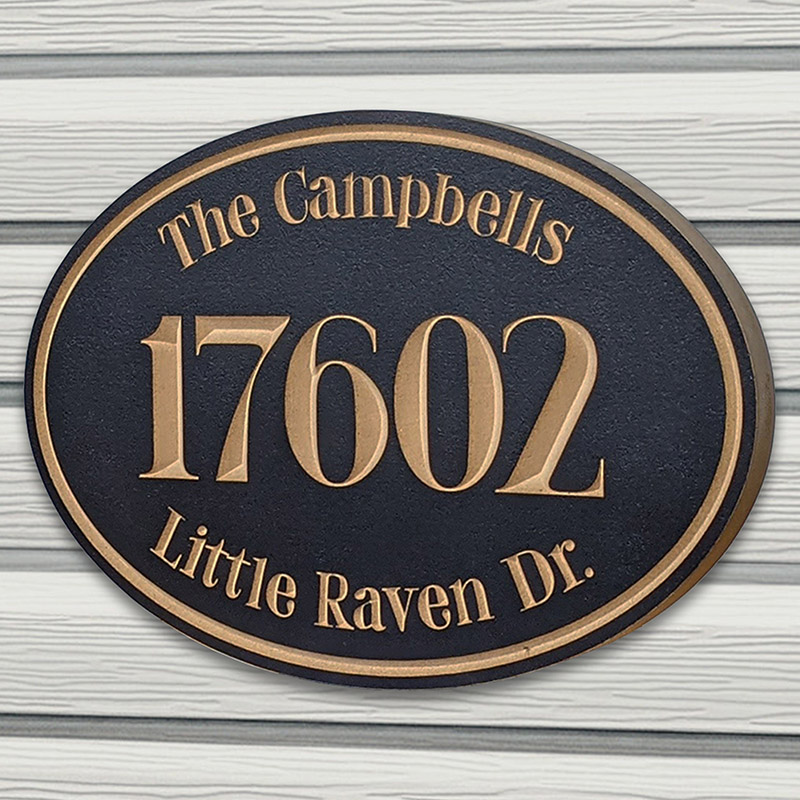 The Campbells
17602
Little Raven Dr.